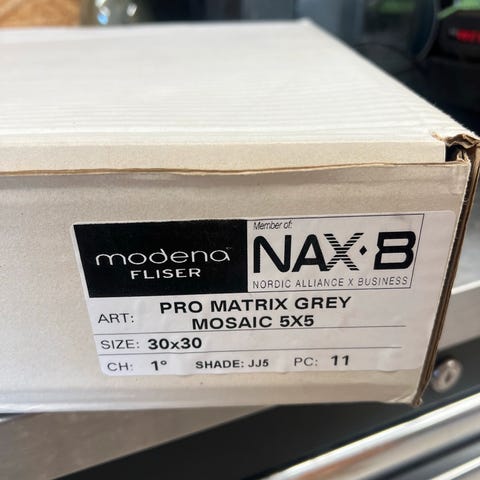 modena
FLISER
Member of:
NAX·B
NORDIC ALLIANCE X BUSINESS
ART: PRO MATRIX GREY
MOSAIC 5X5
SIZE: 30x30
CH: 1° SHADE: JJ5 PC: 11